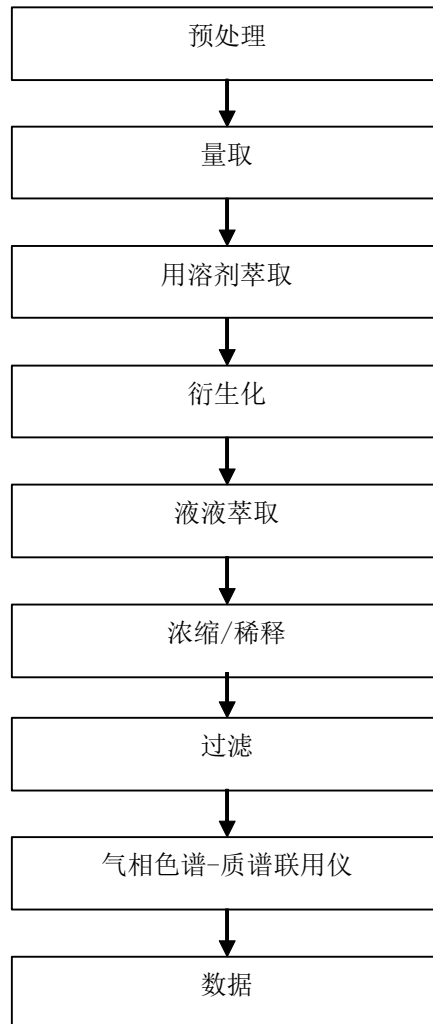 预处理
量取
用溶剂萃取
衍生化
液液萃取
浓缩/稀释
过滤
气相色谱-质谱联用仪
数据